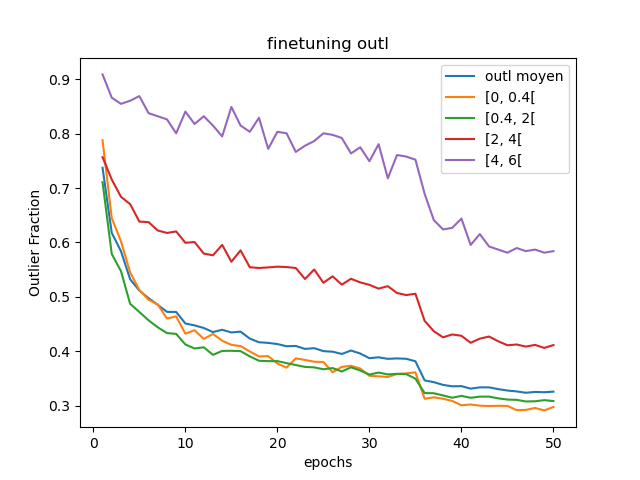 finetuning outl
outl moyen
[0, 0.4[
[0.4, 2[
[2, 4[
[4, 6[
Outlier Fraction
0.9
0.8
0.7
0.6
0.5
0.4
0.3
0 10 20 30 40 50
epochs